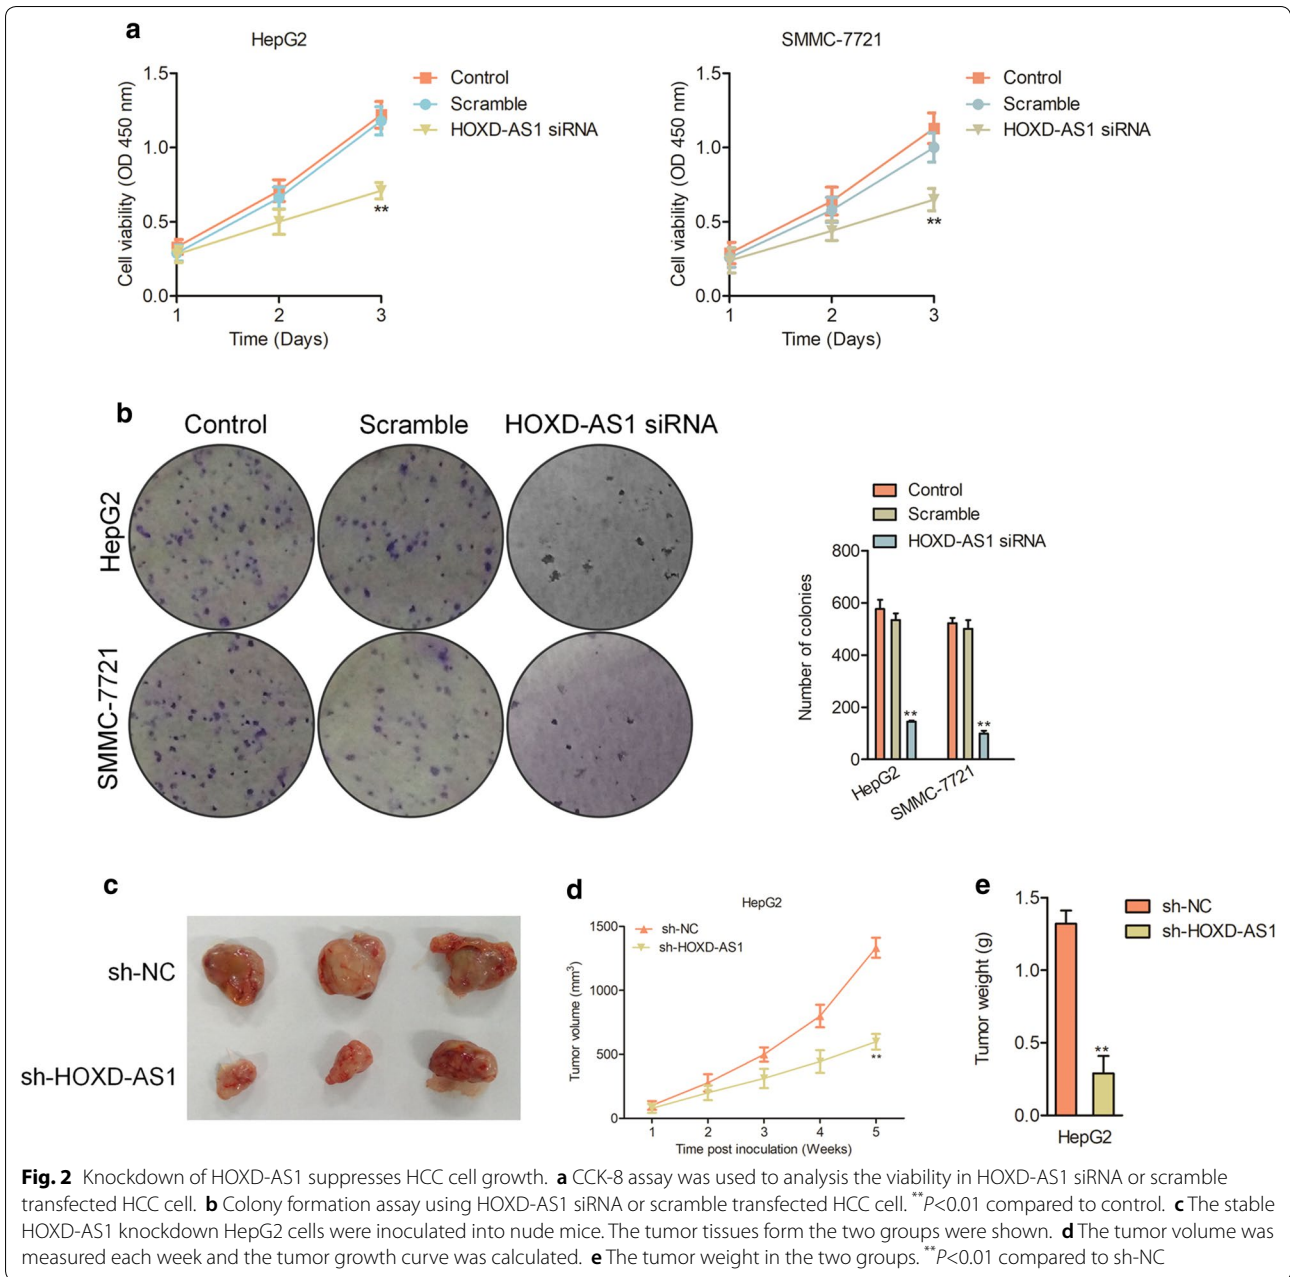 a
HepG2
Cell viability (OD 450 nm)
1.5
1.0
0.5
0.0
1 2 3
Time (Days)
Control
Scramble
HOXD-AS1 siRNA
**
SMMC-7721
Cell viability (OD 450 nm)
1.5
1.0
0.5
0.0
1 2 3
Time (Days)
Control
Scramble
HOXD-AS1 siRNA
**
b
Control Scramble HOXD-AS1 siRNA
HepG2
SMMC-7721
Control
Scramble
HOXD-AS1 siRNA
Number of colonies
800
600
400
200
0
**
**
HepG2
SMMC-7721
c
sh-NC
sh-HOXD-AS1
d
HepG2
Tumor volume (mm³)
1500
1000
500
0
sh-NC
sh-HOXD-AS1
**
1 2 3 4 5
Time post inoculation (Weeks)
e
Tumor weight (g)
1.5
1.0
0.5
0.0
**
HepG2
sh-NC
sh-HOXD-AS1
Fig. 2 Knockdown of HOXD-AS1 suppresses HCC cell growth. a CCK-8 assay was used to analysis the viability in HOXD-AS1 siRNA or scramble
transfected HCC cell. b Colony formation assay using HOXD-AS1 siRNA or scramble transfected HCC cell. **P<0.01 compared to control. c The stable
HOXD-AS1 knockdown HepG2 cells were inoculated into nude mice. The tumor tissues form the two groups were shown. d The tumor volume was
measured each week and the tumor growth curve was calculated. e The tumor weight in the two groups. **P<0.01 compared to sh-NC